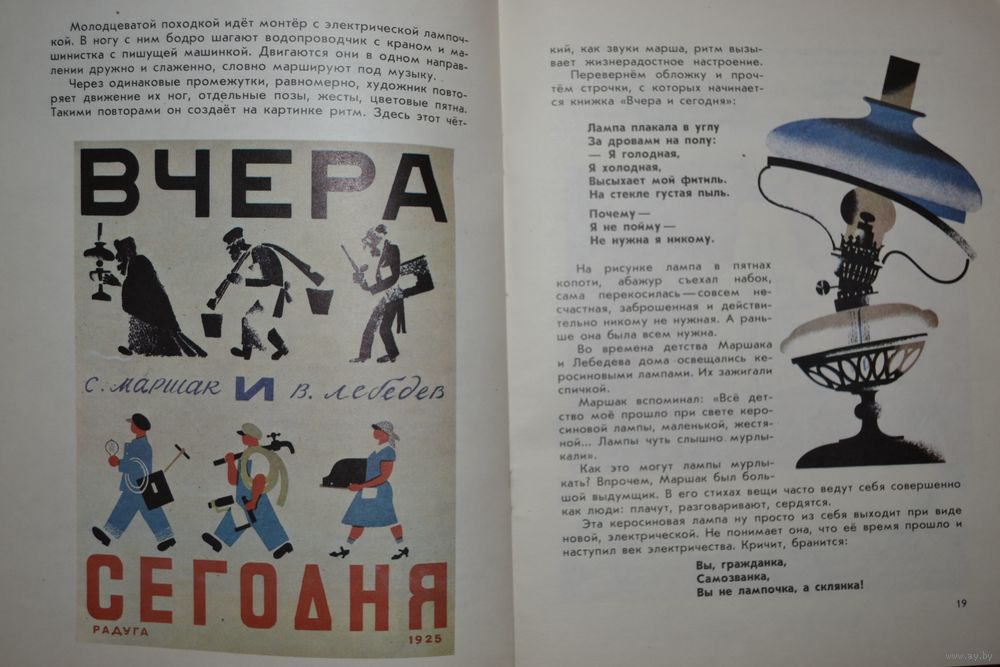 Молодцеватой походкой идёт монтёр с электрической лампоч-
кой. В ногу с ним бодро шагают водопроводчик с краном и ма-
шинистка с пишущей машинкой. Двигаются они в одном направ-
лении дружно и слаженно, словно маршируют под музыку.
Через одинаковые промежутки, равномерно, художник повто-
ряет движение их ног, отдельные позы, жесты, цветовые пятна.
Такими повторами он создаёт на картинке ритм. Здесь этот чёт-
ВЧЕРА
С. МАРШАК И В. ЛЕБЕДЕВ
СЕГОДНЯ
РАДУГА 1925
кий, как звуки марша, ритм вызы-
вает жизнерадостное настроение.
Перевернём обложку и проч-
тём строчки, с которых начинает-
ся книжка «Вчера и сегодня»:
Лампа плакала в углу
За дровами на полу:
— Я голодная,
Я холодная,
Высыхает мой фитиль.
На стекле густая пыль.
Почему —
Я не пойму —
Не нужна я никому.
На рисунке лампа в пятнах
копоти, абажур съехал набок,
сама перекосилась — совсем не-
счастная, заброшенная и действи-
тельно никому не нужная. А рань-
ше она была всем нужна.
Во времена детства Маршака
и Лебедева дома освещались ке-
росиновыми лампами. Их зажигали
спичкой.
Маршак вспоминал: «Всё дет-
ство моё прошло при свете керо-
синовой лампы, маленькой, жестя-
ной... Лампы чуть слышно мурлы-
кали».
Как это могут лампы мурлы-
кать? Впрочем, Маршак был боль-
шой выдумщик. В его стихах вещи часто ведут себя совершенно
как люди: плачут, разговаривают, сердятся.
Эта керосиновая лампа ну просто из себя выходит при виде
новой, электрической. Не понимает она, что её время прошло и
наступил век электричества. Кричит, бранится:
Вы, гражданка,
Самозванка,
Вы не лампочка, а склянка!
19
www.ay.by